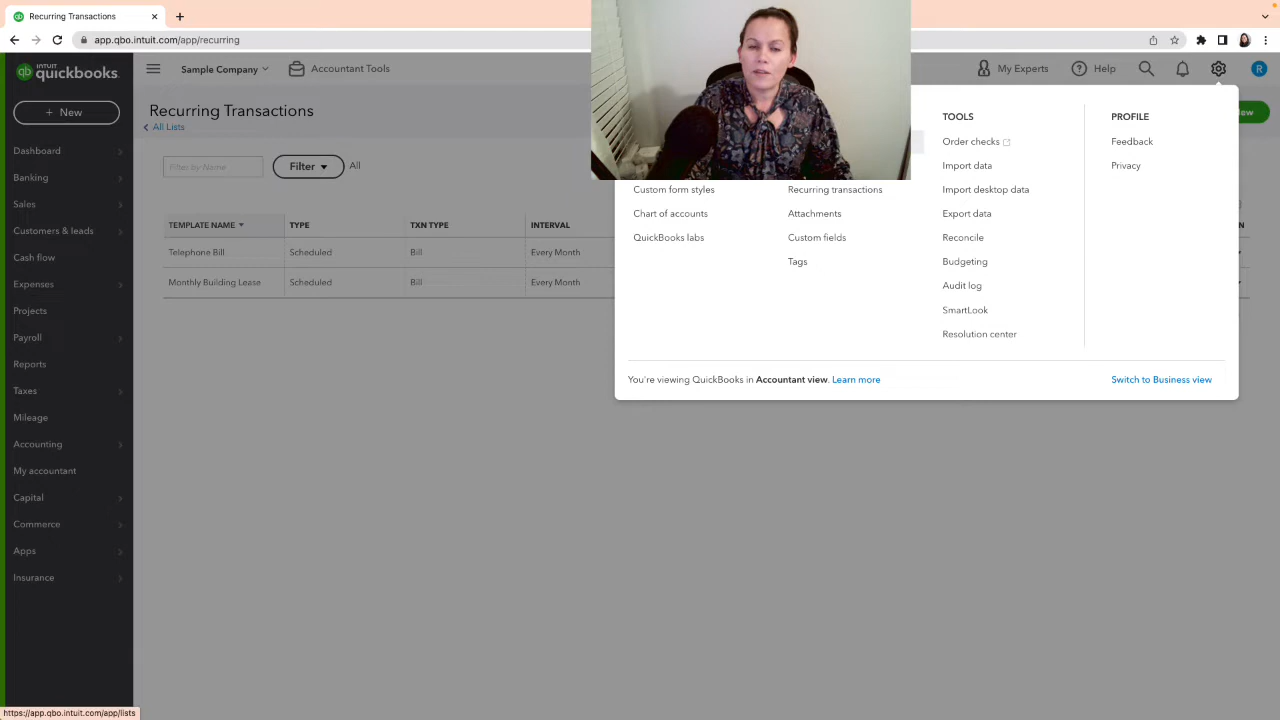 Recurring Transactions
app.qbo.intuit.com/app/recurring
INTUIT
quickbooks.
Sample Company
Accountant Tools
My Experts
Help
R
+ New
Recurring Transactions
All Lists
Filter by Name
Filter
All
Dashboard
Banking
Sales
Customers & leads
Cash flow
Expenses
Projects
Payroll
Reports
Taxes
Mileage
Accounting
My accountant
Capital
Commerce
Apps
Insurance
TEMPLATE NAME
TYPE
TXN TYPE
INTERVAL
Telephone Bill
Scheduled
Bill
Every Month
Monthly Building Lease
Scheduled
Bill
Every Month
Custom form styles
Chart of accounts
QuickBooks labs
Recurring transactions
Attachments
Custom fields
Tags
TOOLS
Order checks
Import data
Import desktop data
Export data
Reconcile
Budgeting
Audit log
SmartLook
Resolution center
PROFILE
Feedback
Privacy
You're viewing QuickBooks in Accountant view. Learn more
Switch to Business view
https://app.qbo.intuit.com/app/lists